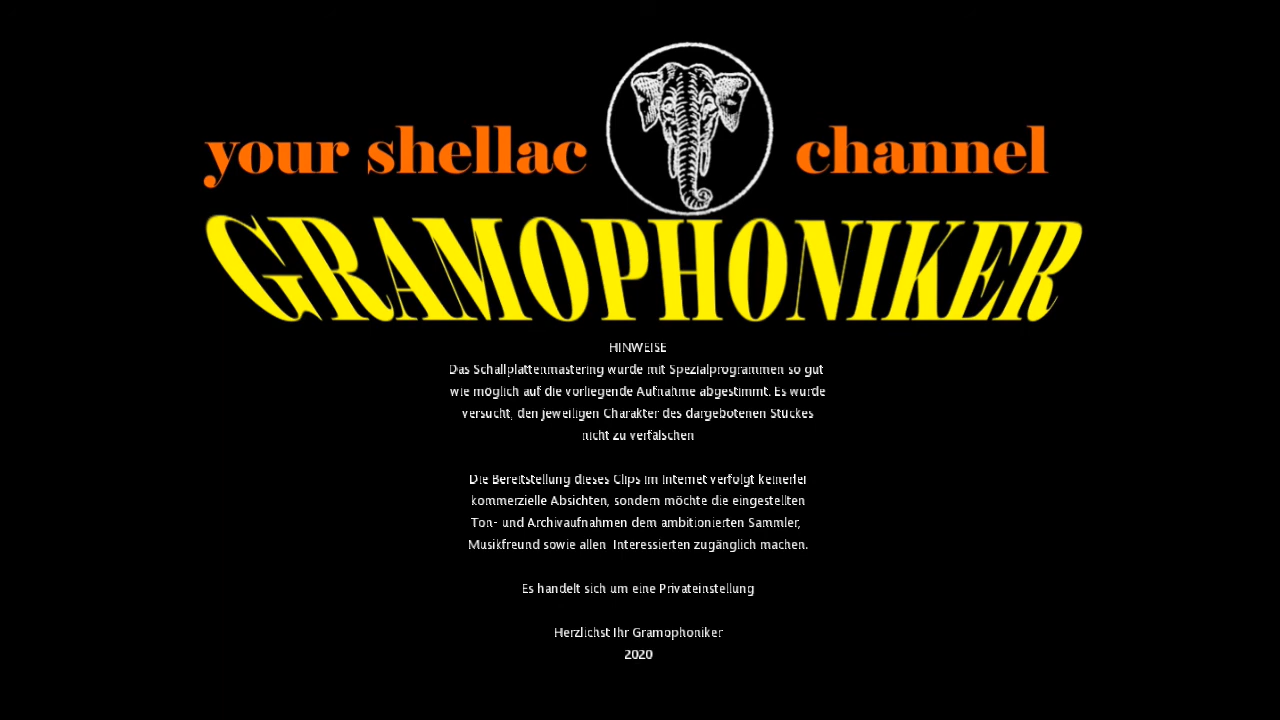 your shellac channel
GRAMOPHONIKER
HINWEISE
Das Schallplattenmastering wurde mit Spezialprogrammen so gut
wie möglich auf die vorliegende Aufnahme abgestimmt. Es wurde
versucht, den jeweiligen Charakter des dargebotenen Stückes
nicht zu verfälschen
Die Bereitstellung dieses Clips im Internet verfolgt keinerlei
kommerzielle Absichten, sondern möchte die eingestellten
Ton- und Archivaufnahmen dem ambitionierten Sammler,
Musikfreund sowie allen Interessierten zugänglich machen.
Es handelt sich um eine Privateinstellung
Herzlichst Ihr Gramophoniker
2020